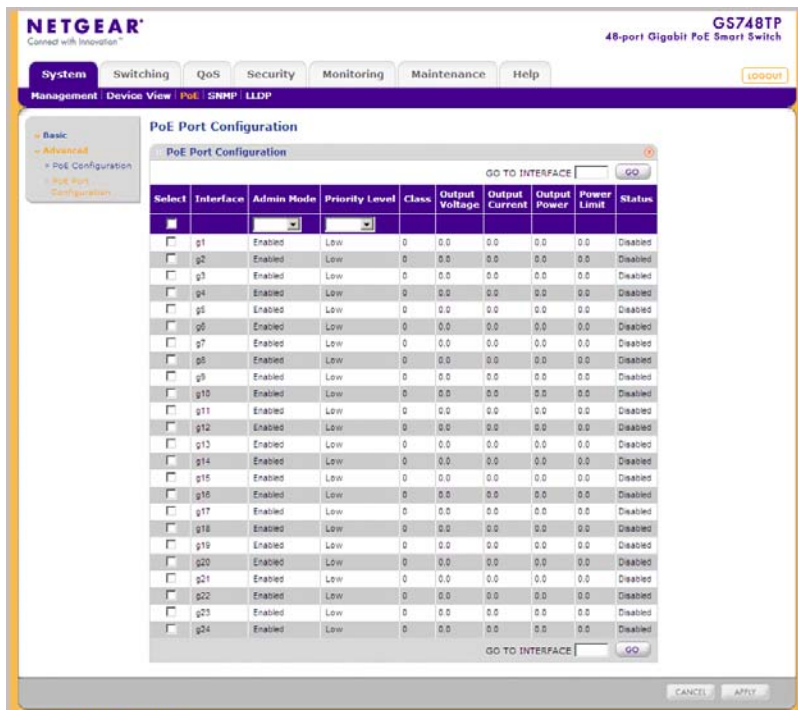 NETGEAR®
Connect with Innovation™
GS748TP
48-port Gigabit PoE Smart Switch
System Switching QoS Security Monitoring Maintenance Help LOGOUT
Management Device View PoE SNMP LLDP
Basic
Advanced
PoE Configuration
PoE Port Configuration
PoE Port Configuration
PoE Port Configuration
GO TO INTERFACE GO
Select Interface Admin Mode Priority Level Class Output Voltage Output Current Output Power Power Limit Status
g1 Enabled Low 0 0.0 0.0 0.0 0.0 Disabled
g2 Enabled Low 0 0.0 0.0 0.0 0.0 Disabled
g3 Enabled Low 0 0.0 0.0 0.0 0.0 Disabled
g4 Enabled Low 0 0.0 0.0 0.0 0.0 Disabled
g5 Enabled Low 0 0.0 0.0 0.0 0.0 Disabled
g6 Enabled Low 0 0.0 0.0 0.0 0.0 Disabled
g7 Enabled Low 0 0.0 0.0 0.0 0.0 Disabled
g8 Enabled Low 0 0.0 0.0 0.0 0.0 Disabled
g9 Enabled Low 0 0.0 0.0 0.0 0.0 Disabled
g10 Enabled Low 0 0.0 0.0 0.0 0.0 Disabled
g11 Enabled Low 0 0.0 0.0 0.0 0.0 Disabled
g12 Enabled Low 0 0.0 0.0 0.0 0.0 Disabled
g13 Enabled Low 0 0.0 0.0 0.0 0.0 Disabled
g14 Enabled Low 0 0.0 0.0 0.0 0.0 Disabled
g15 Enabled Low 0 0.0 0.0 0.0 0.0 Disabled
g16 Enabled Low 0 0.0 0.0 0.0 0.0 Disabled
g17 Enabled Low 0 0.0 0.0 0.0 0.0 Disabled
g18 Enabled Low 0 0.0 0.0 0.0 0.0 Disabled
g19 Enabled Low 0 0.0 0.0 0.0 0.0 Disabled
g20 Enabled Low 0 0.0 0.0 0.0 0.0 Disabled
g21 Enabled Low 0 0.0 0.0 0.0 0.0 Disabled
g22 Enabled Low 0 0.0 0.0 0.0 0.0 Disabled
g23 Enabled Low 0 0.0 0.0 0.0 0.0 Disabled
g24 Enabled Low 0 0.0 0.0 0.0 0.0 Disabled
GO TO INTERFACE GO
CANCEL APPLY